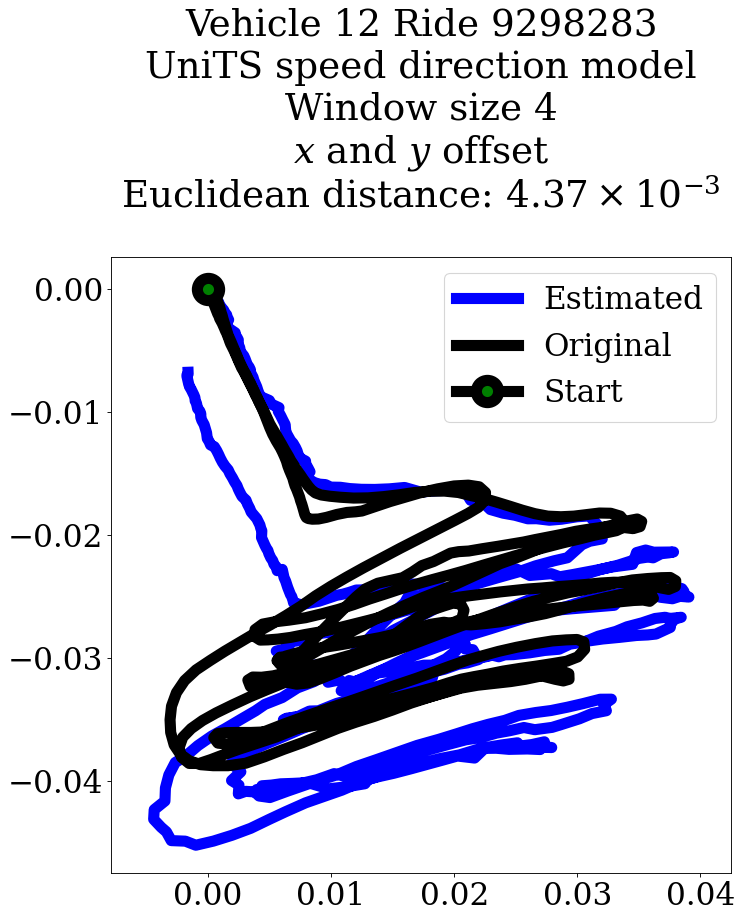 Vehicle 12 Ride 9298283
UniTS speed direction model
Window size 4
x and y offset
Euclidean distance: 4.37 × 10⁻³
Estimated
Original
Start
0.00
−0.01
−0.02
−0.03
−0.04
0.00
0.01
0.02
0.03
0.04